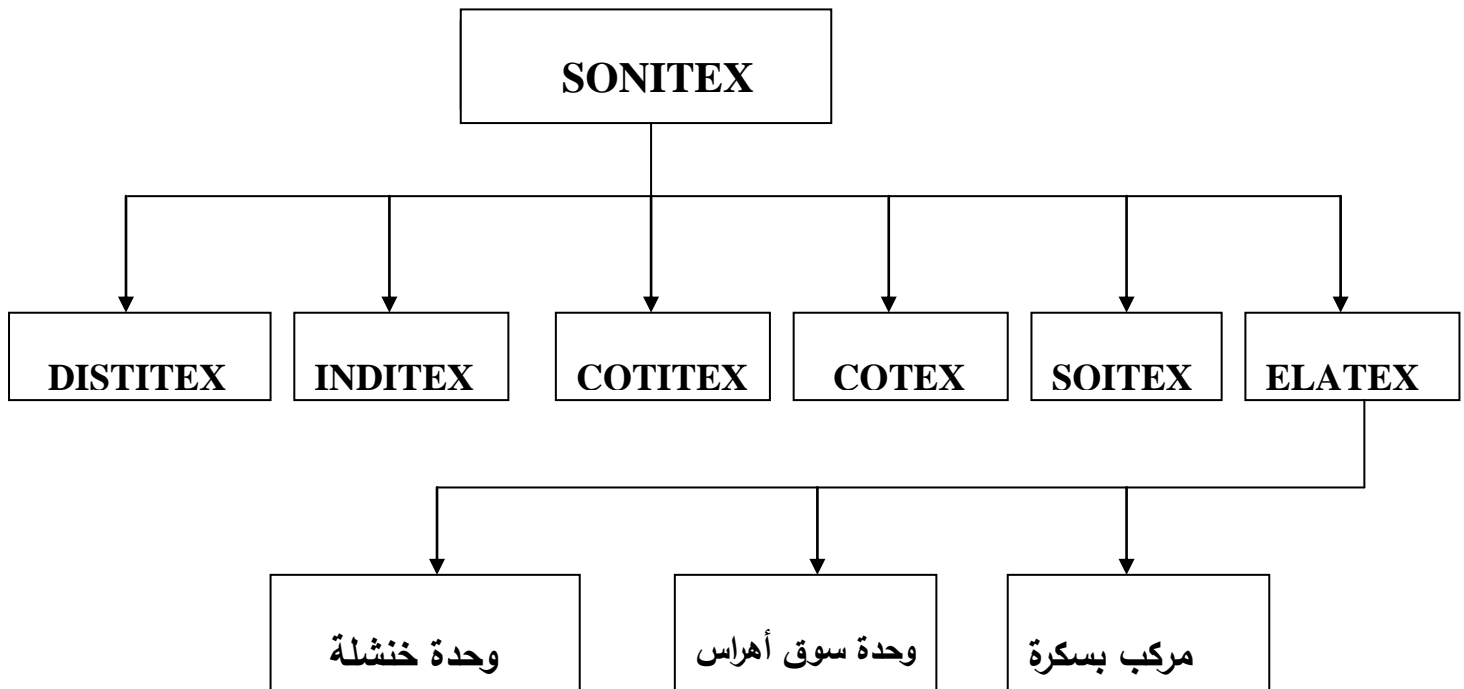 SONITEX
DISTITEX
INDITEX
COTITEX
COTEX
SOITEX
ELATEX
مركب بسكرة
وحدة سوق أهراس
وحدة خنشلة